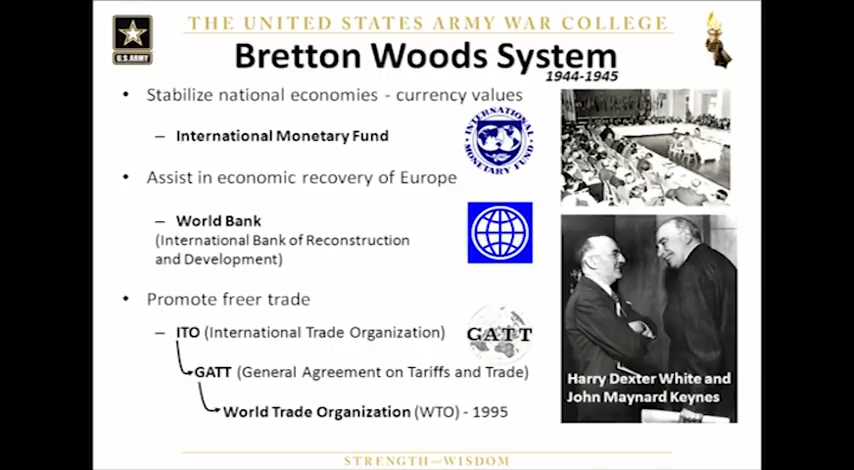 THE UNITED STATES ARMY WAR COLLEGE
U.S.ARMY
Bretton Woods System
1944-1945
• Stabilize national economies - currency values
– International Monetary Fund
INTERNATIONAL MONETARY FUND
• Assist in economic recovery of Europe
– World Bank
(International Bank of Reconstruction
and Development)
• Promote freer trade
– ITO (International Trade Organization)
GATT
GATT (General Agreement on Tariffs and Trade)
World Trade Organization (WTO) - 1995
Harry Dexter White and
John Maynard Keynes
STRENGTH—WISDOM